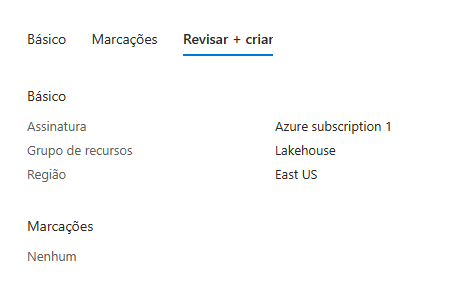 Básico Marcações Revisar + criar
Básico
Assinatura Azure subscription 1
Grupo de recursos Lakehouse
Região East US
Marcações
Nenhum